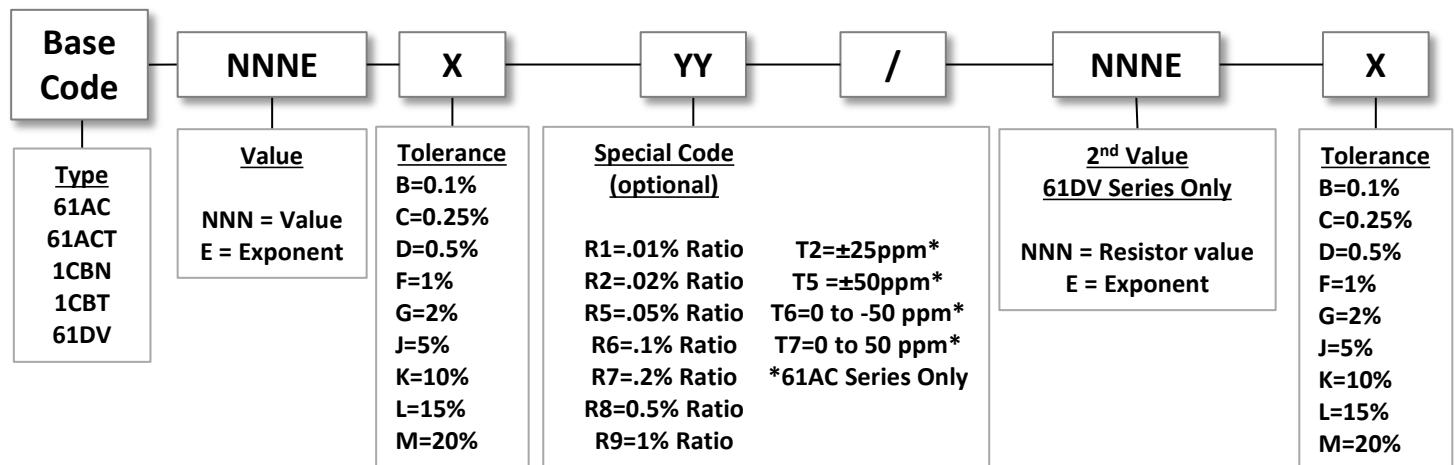 Base
Code
NNNE
X
YY
/
NNNE
X
Type
61AC
61ACT
1CBN
1CBT
61DV
Value
NNN = Value
E = Exponent
Tolerance
B=0.1%
C=0.25%
D=0.5%
F=1%
G=2%
J=5%
K=10%
L=15%
M=20%
Special Code
(optional)
R1=.01% Ratio
R2=.02% Ratio
R5=.05% Ratio
R6=.1% Ratio
R7=.2% Ratio
R8=0.5% Ratio
R9=1% Ratio
T2=±25ppm*
T5 =±50ppm*
T6=0 to -50 ppm*
T7=0 to 50 ppm*
*61AC Series Only
2nd Value
61DV Series Only
NNN = Resistor value
E = Exponent
Tolerance
B=0.1%
C=0.25%
D=0.5%
F=1%
G=2%
J=5%
K=10%
L=15%
M=20%